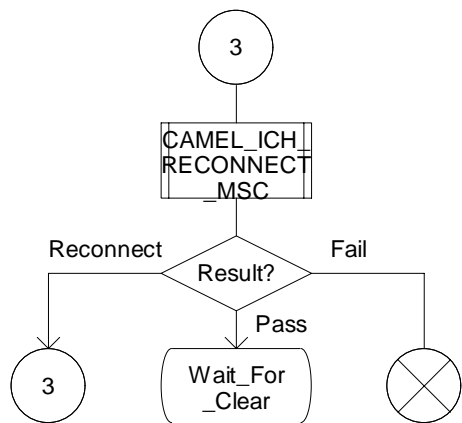 3
CAMEL_ICH_
RECONNECT
_MSC
Reconnect
Result?
Fail
Pass
3
Wait_For
_Clear